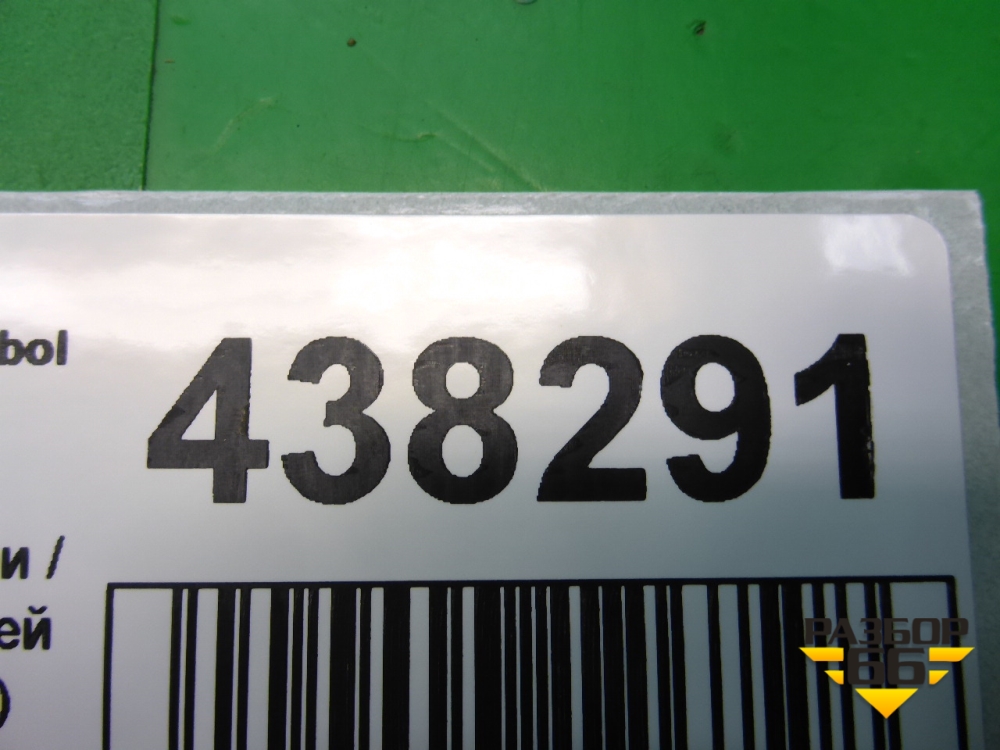 bol
438291
и /
ей
)
РАЗБОР
66